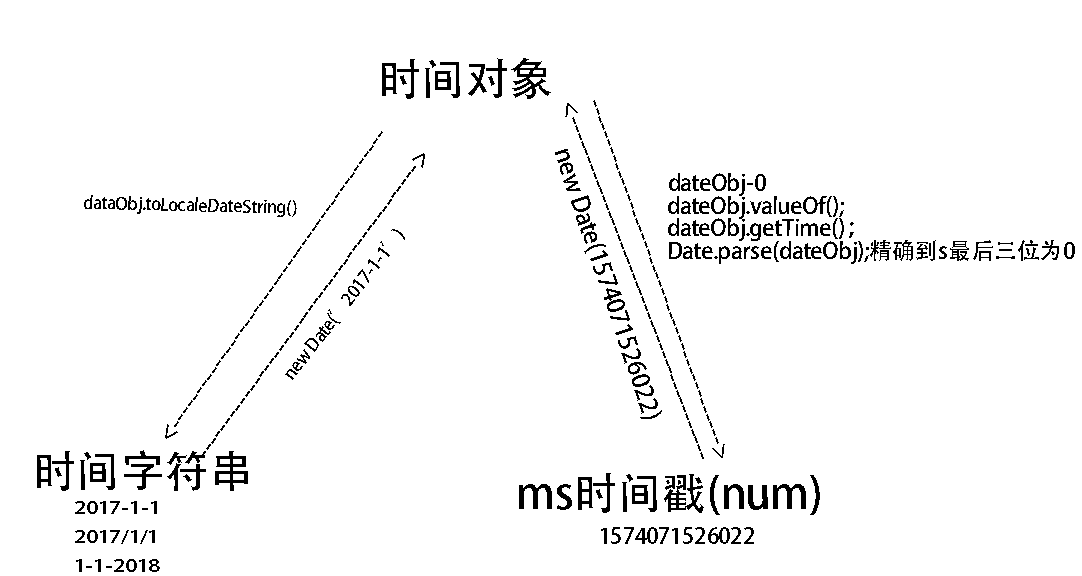 时间对象
dataObj.toLocaleDateString()
new Date(" 2017-1-1" )
new Date(1574071526022)
dateObj-0
dateObj.valueOf();
dateObj.getTime();
Date.parse(dateObj);精确到s最后三位为0
时间字符串
2017-1-1
2017/1/1
1-1-2018
ms时间戳(num)
1574071526022